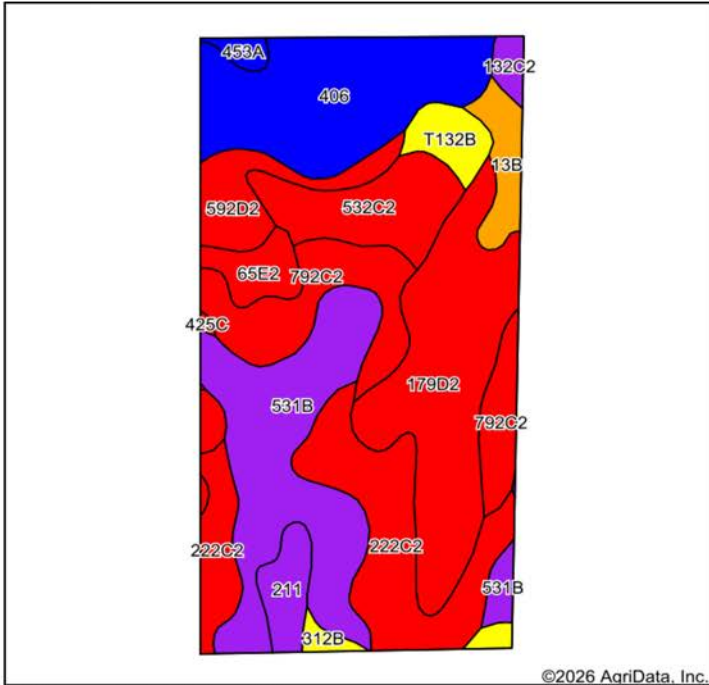 453A
132C2
406
T132B
13B
592D2
532C2
65E2
792C2
425C
179D2
531B
792C2
222C2
222C2
211
531B
312B
©2026 AgriData, Inc.